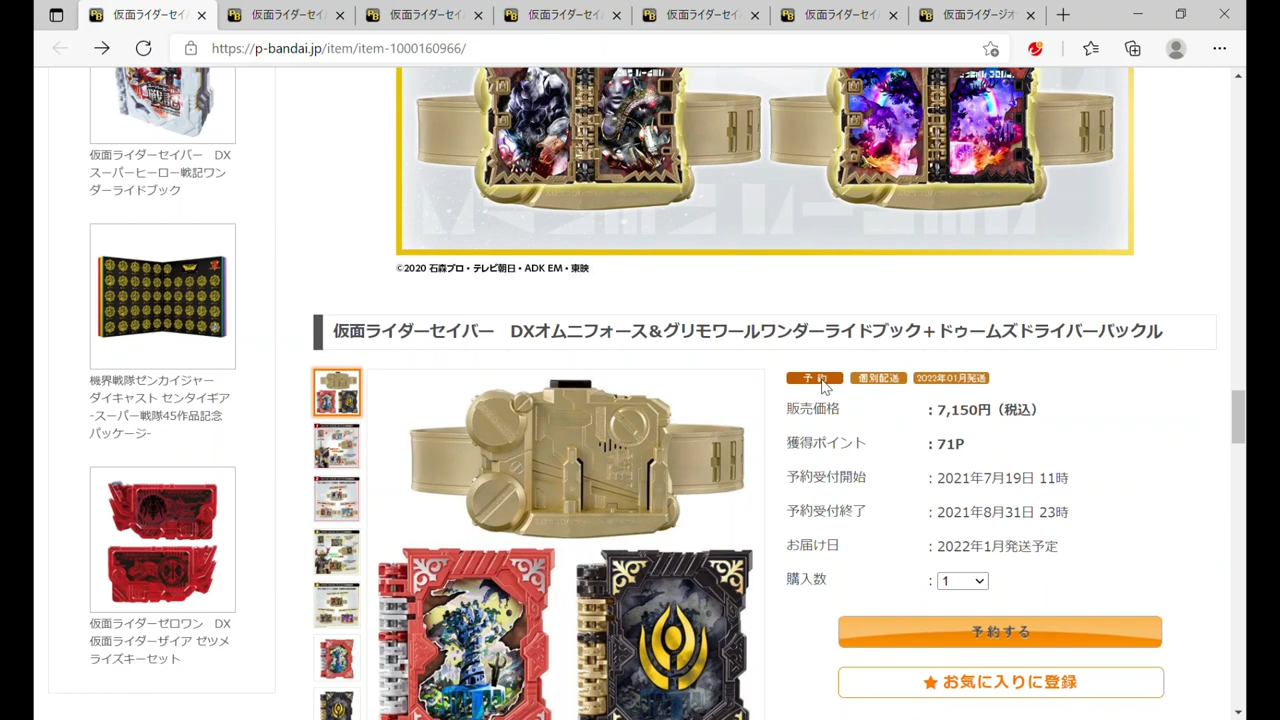 仮面ライダーセイバ
仮面ライダーセイバ
仮面ライダーセイバ
仮面ライダーセイバ
仮面ライダーセイバ
仮面ライダーセイバ
仮面ライダージオ
https://p-bandai.jp/item/item-1000160966/
仮面ライダーセイバー DX
スーパーヒーロー戦記ワン
ダーライドブック
機界戦隊ゼンカイジャー
ダイキャスト センタイギア
-スーパー戦隊45作品記念
パッケージ-
仮面ライダーゼロワン DX
仮面ライダーザイア ゼツメ
ライズキーセット
©2020 石森プロ・テレビ朝日・ADK EM・東映
仮面ライダーセイバー DXオムニフォース&グリモワールワンダーライドブック+ドゥームズドライバーバックル
予約 個別配送 2022年01月発送
販売価格 : 7,150円（税込）
獲得ポイント : 71P
予約受付開始 : 2021年7月19日 11時
予約受付終了 : 2021年8月31日 23時
お届け日 : 2022年1月発送予定
購入数 : 1
予約する
★お気に入りに登録